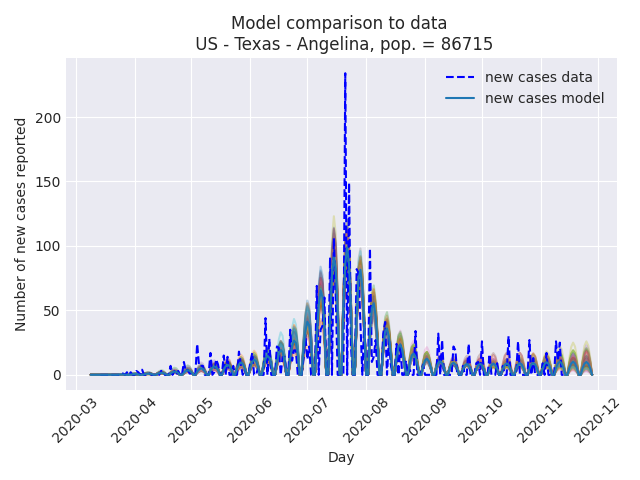 Model comparison to data
US - Texas - Angelina, pop. = 86715
new cases data
new cases model
Number of new cases reported
200
150
100
50
0
2020-03
2020-04
2020-05
2020-06
2020-07
2020-08
2020-09
2020-10
2020-11
2020-12
Day